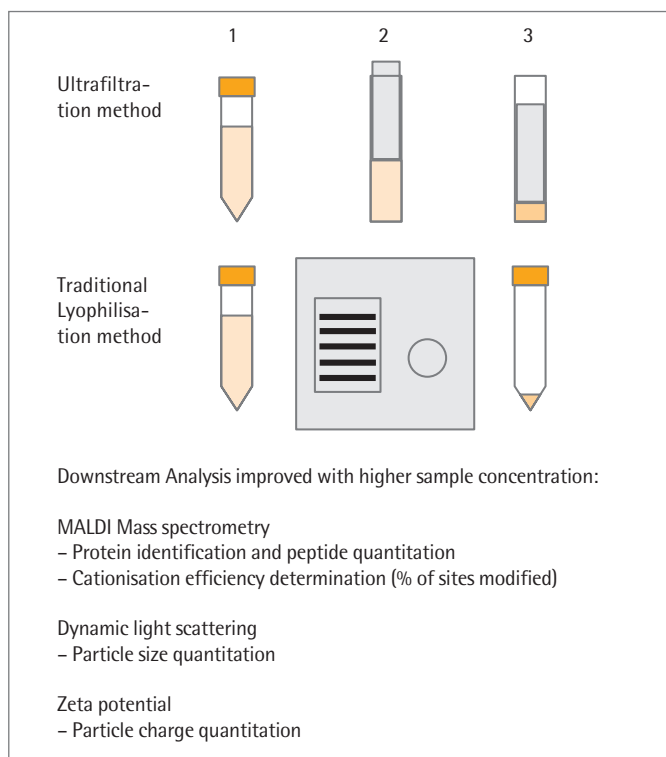 1 2 3
Ultrafiltra-
tion method
Traditional
Lyophilisa-
tion method
Downstream Analysis improved with higher sample concentration:
MALDI Mass spectrometry
– Protein identification and peptide quantitation
– Cationisation efficiency determination (% of sites modified)
Dynamic light scattering
– Particle size quantitation
Zeta potential
– Particle charge quantitation